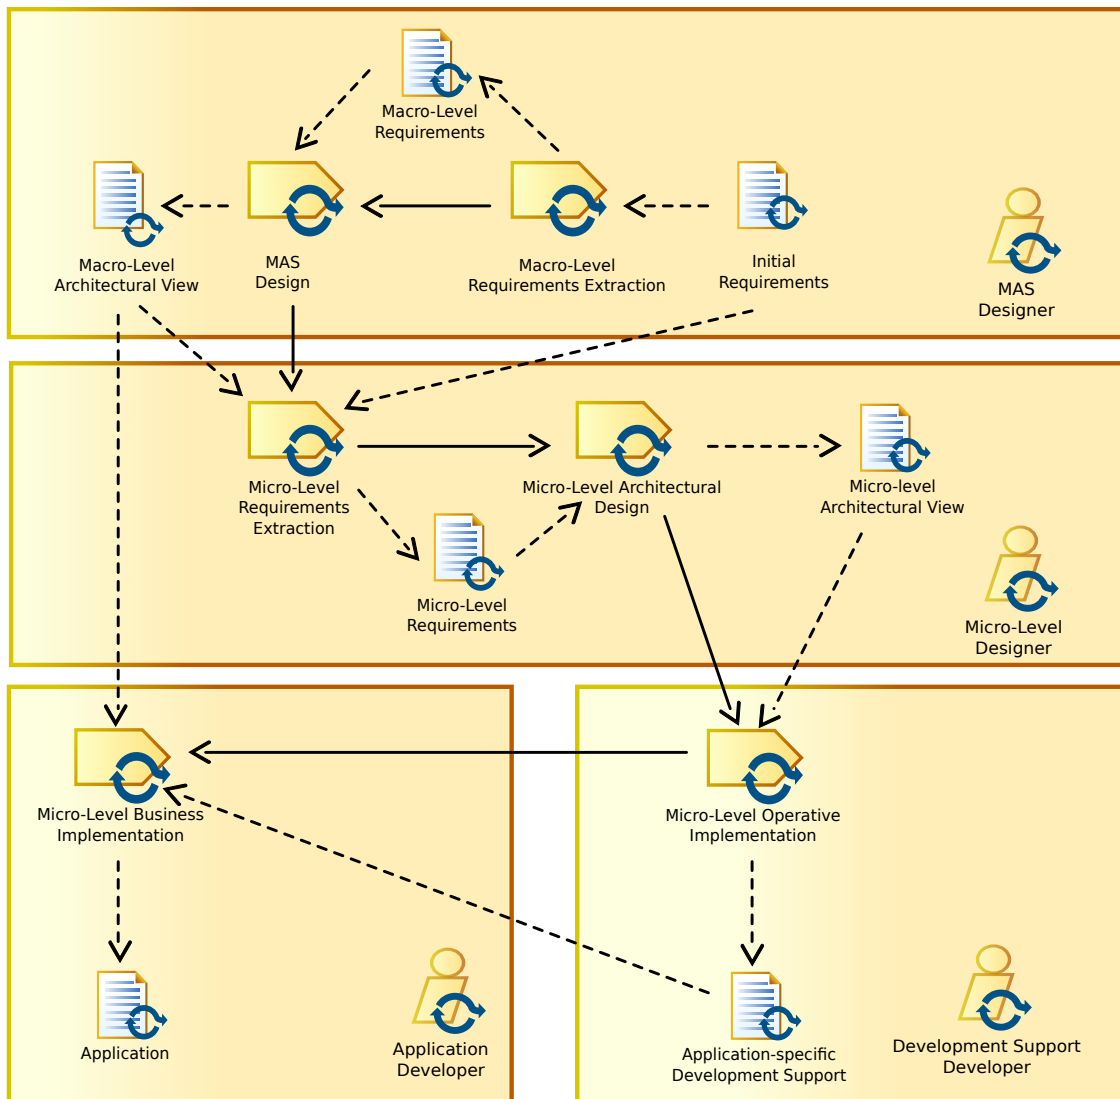 Macro-Level
Requirements
Macro-Level
Architectural View
MAS
Design
Macro-Level
Requirements Extraction
Initial
Requirements
MAS
Designer
Micro-Level
Requirements
Extraction
Micro-Level Architectural
Design
Micro-level
Architectural View
Micro-Level
Requirements
Micro-Level
Designer
Micro-Level Business
Implementation
Micro-Level Operative
Implementation
Application
Application
Developer
Application-specific
Development Support
Development Support
Developer